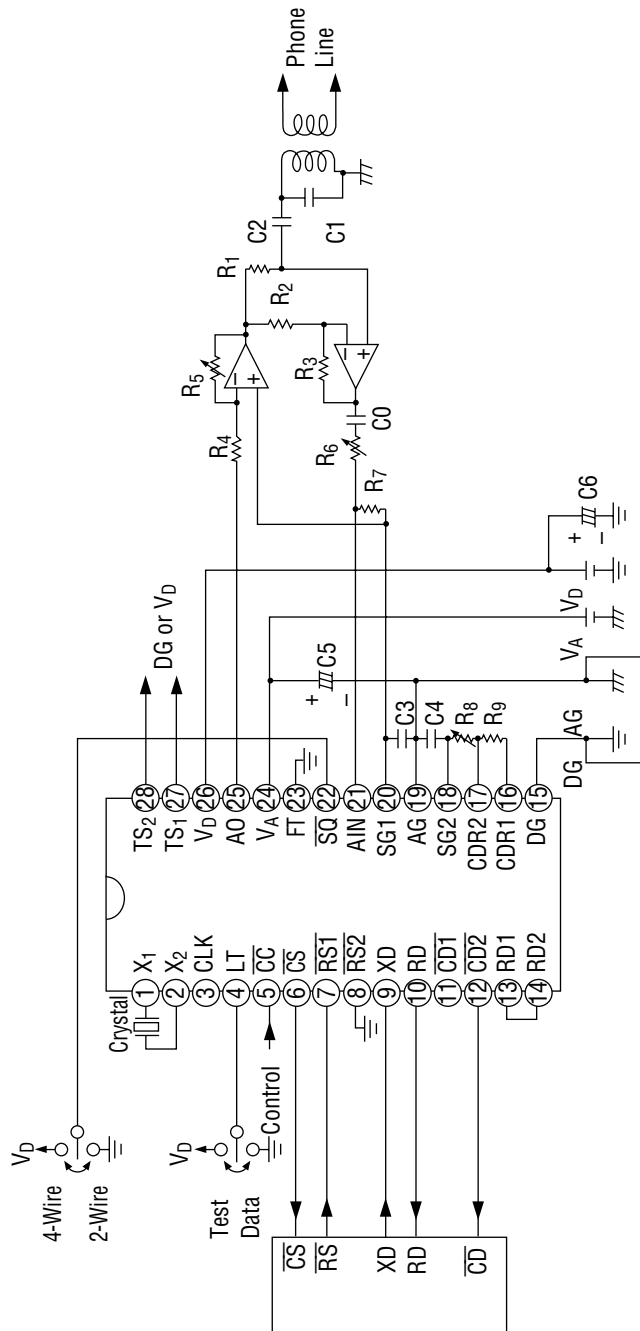 Phone
Line
C2
C1
R1
R2
R5
R3
R4
C0
R6
R7
− +
− +
+ C6 −
DG or VD
VD
VA
+ C5 −
C3
C4
R8
R9
AG
DG
28 TS2
27 TS1
26 VD
25 AO
24 VA
23 FT
22 SQ
21 AIN
20 SG1
19 AG
18 SG2
17 CDR2
16 CDR1
15 DG
1 X1
2 X2
3 CLK
4 LT
5 CC
6 CS
7 RS1
8 RS2
9 XD
10 RD
11 CD1
12 CD2
13 RD1
14 RD2
Crystal
Control
VD
4-Wire
2-Wire
VD
Test
Data
CS
RS
XD
RD
CD